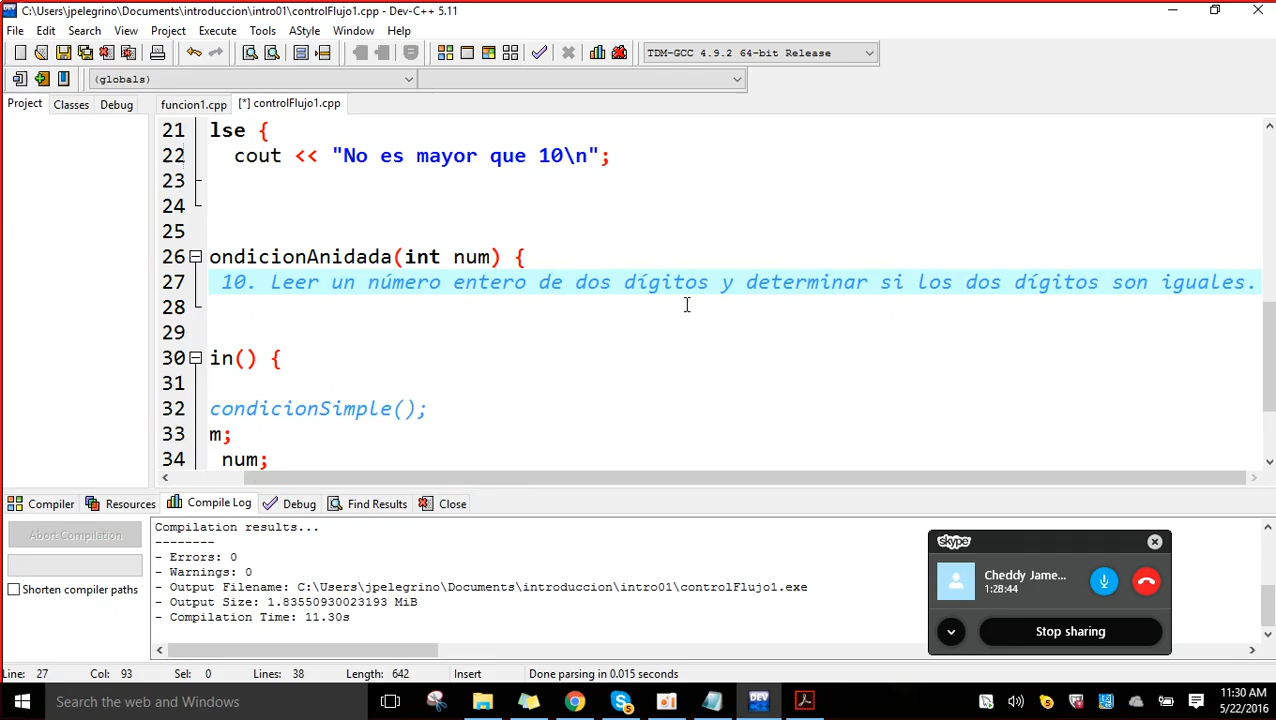 C:\Users\jpelegrino\Documents\introduccion\intro01\controlFlujo1.cpp - Dev-C++ 5.11
File Edit Search View Project Execute Tools AStyle Window Help
TDM-GCC 4.9.2 64-bit Release
(globals)
Project Classes Debug funcion1.cpp [*] controlFlujo1.cpp
21 lse {
22 cout << "No es mayor que 10\n";
23
24
25
26 ondicionAnidada(int num) {
27 10. Leer un número entero de dos dígitos y determinar si los dos dígitos son iguales.
28
29
30 in() {
31
32 condicionSimple();
33 m;
34 num;
Compiler Resources Compile Log Debug Find Results Close
Abort Compilation
Shorten compiler paths
Compilation results...
--------
- Errors: 0
- Warnings: 0
- Output Filename: C:\Users\jpelegrino\Documents\introduccion\intro01\controlFlujo1.exe
- Output Size: 1.83550930023193 MiB
- Compilation Time: 11.30s
skype
Cheddy Jame...
1:28:44
Stop sharing
Line: 27 Col: 93 Sel: 0 Lines: 38 Length: 642 Insert Done parsing in 0.015 seconds
Search the web and Windows
DEV
11:30 AM
5/22/2016